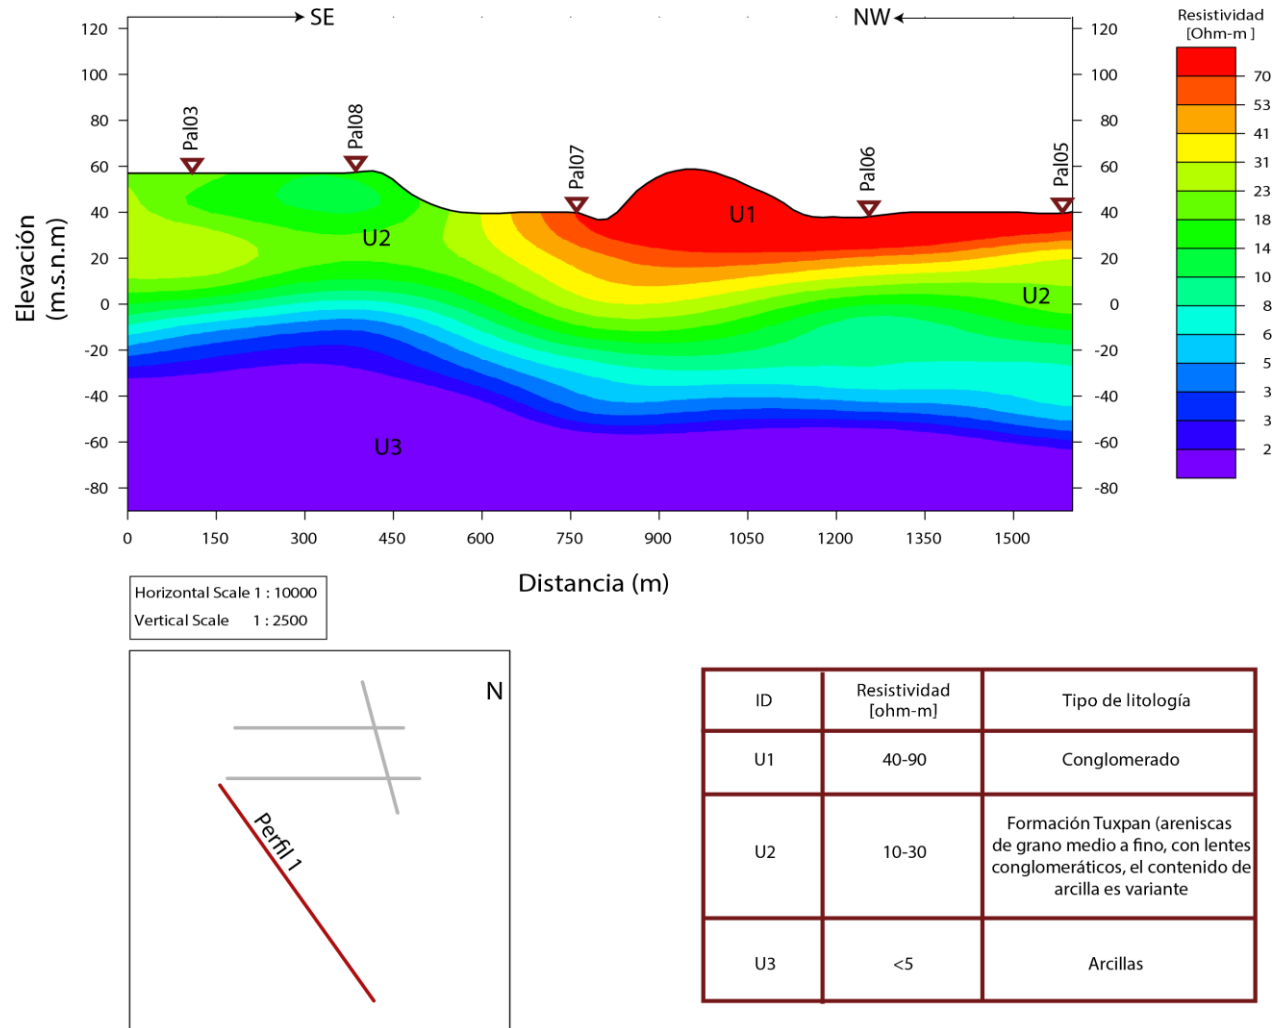 SE
NW
Resistividad
[Ohm-m ]
120
100
80
60
40
20
0
-20
-40
-60
-80
Elevación
(m.s.n.m)
Pal03
Pal08
Pal07
Pal06
Pal05
U1
U2
U2
U3
120
100
80
60
40
20
0
-20
-40
-60
-80
70
53
41
31
23
18
14
10
8
5
3
3
2
0 150 300 450 600 750 900 1050 1200 1350 1500
Distancia (m)
Horizontal Scale 1 : 10000
Vertical Scale 1 : 2500
N
Perfil 1
ID Resistividad [ohm-m] Tipo de litología
U1 40-90 Conglomerado
U2 10-30 Formación Tuxpan (areniscas
de grano medio a fino, con lentes
conglomeráticos, el contenido de
arcilla es variante
U3 <5 Arcillas